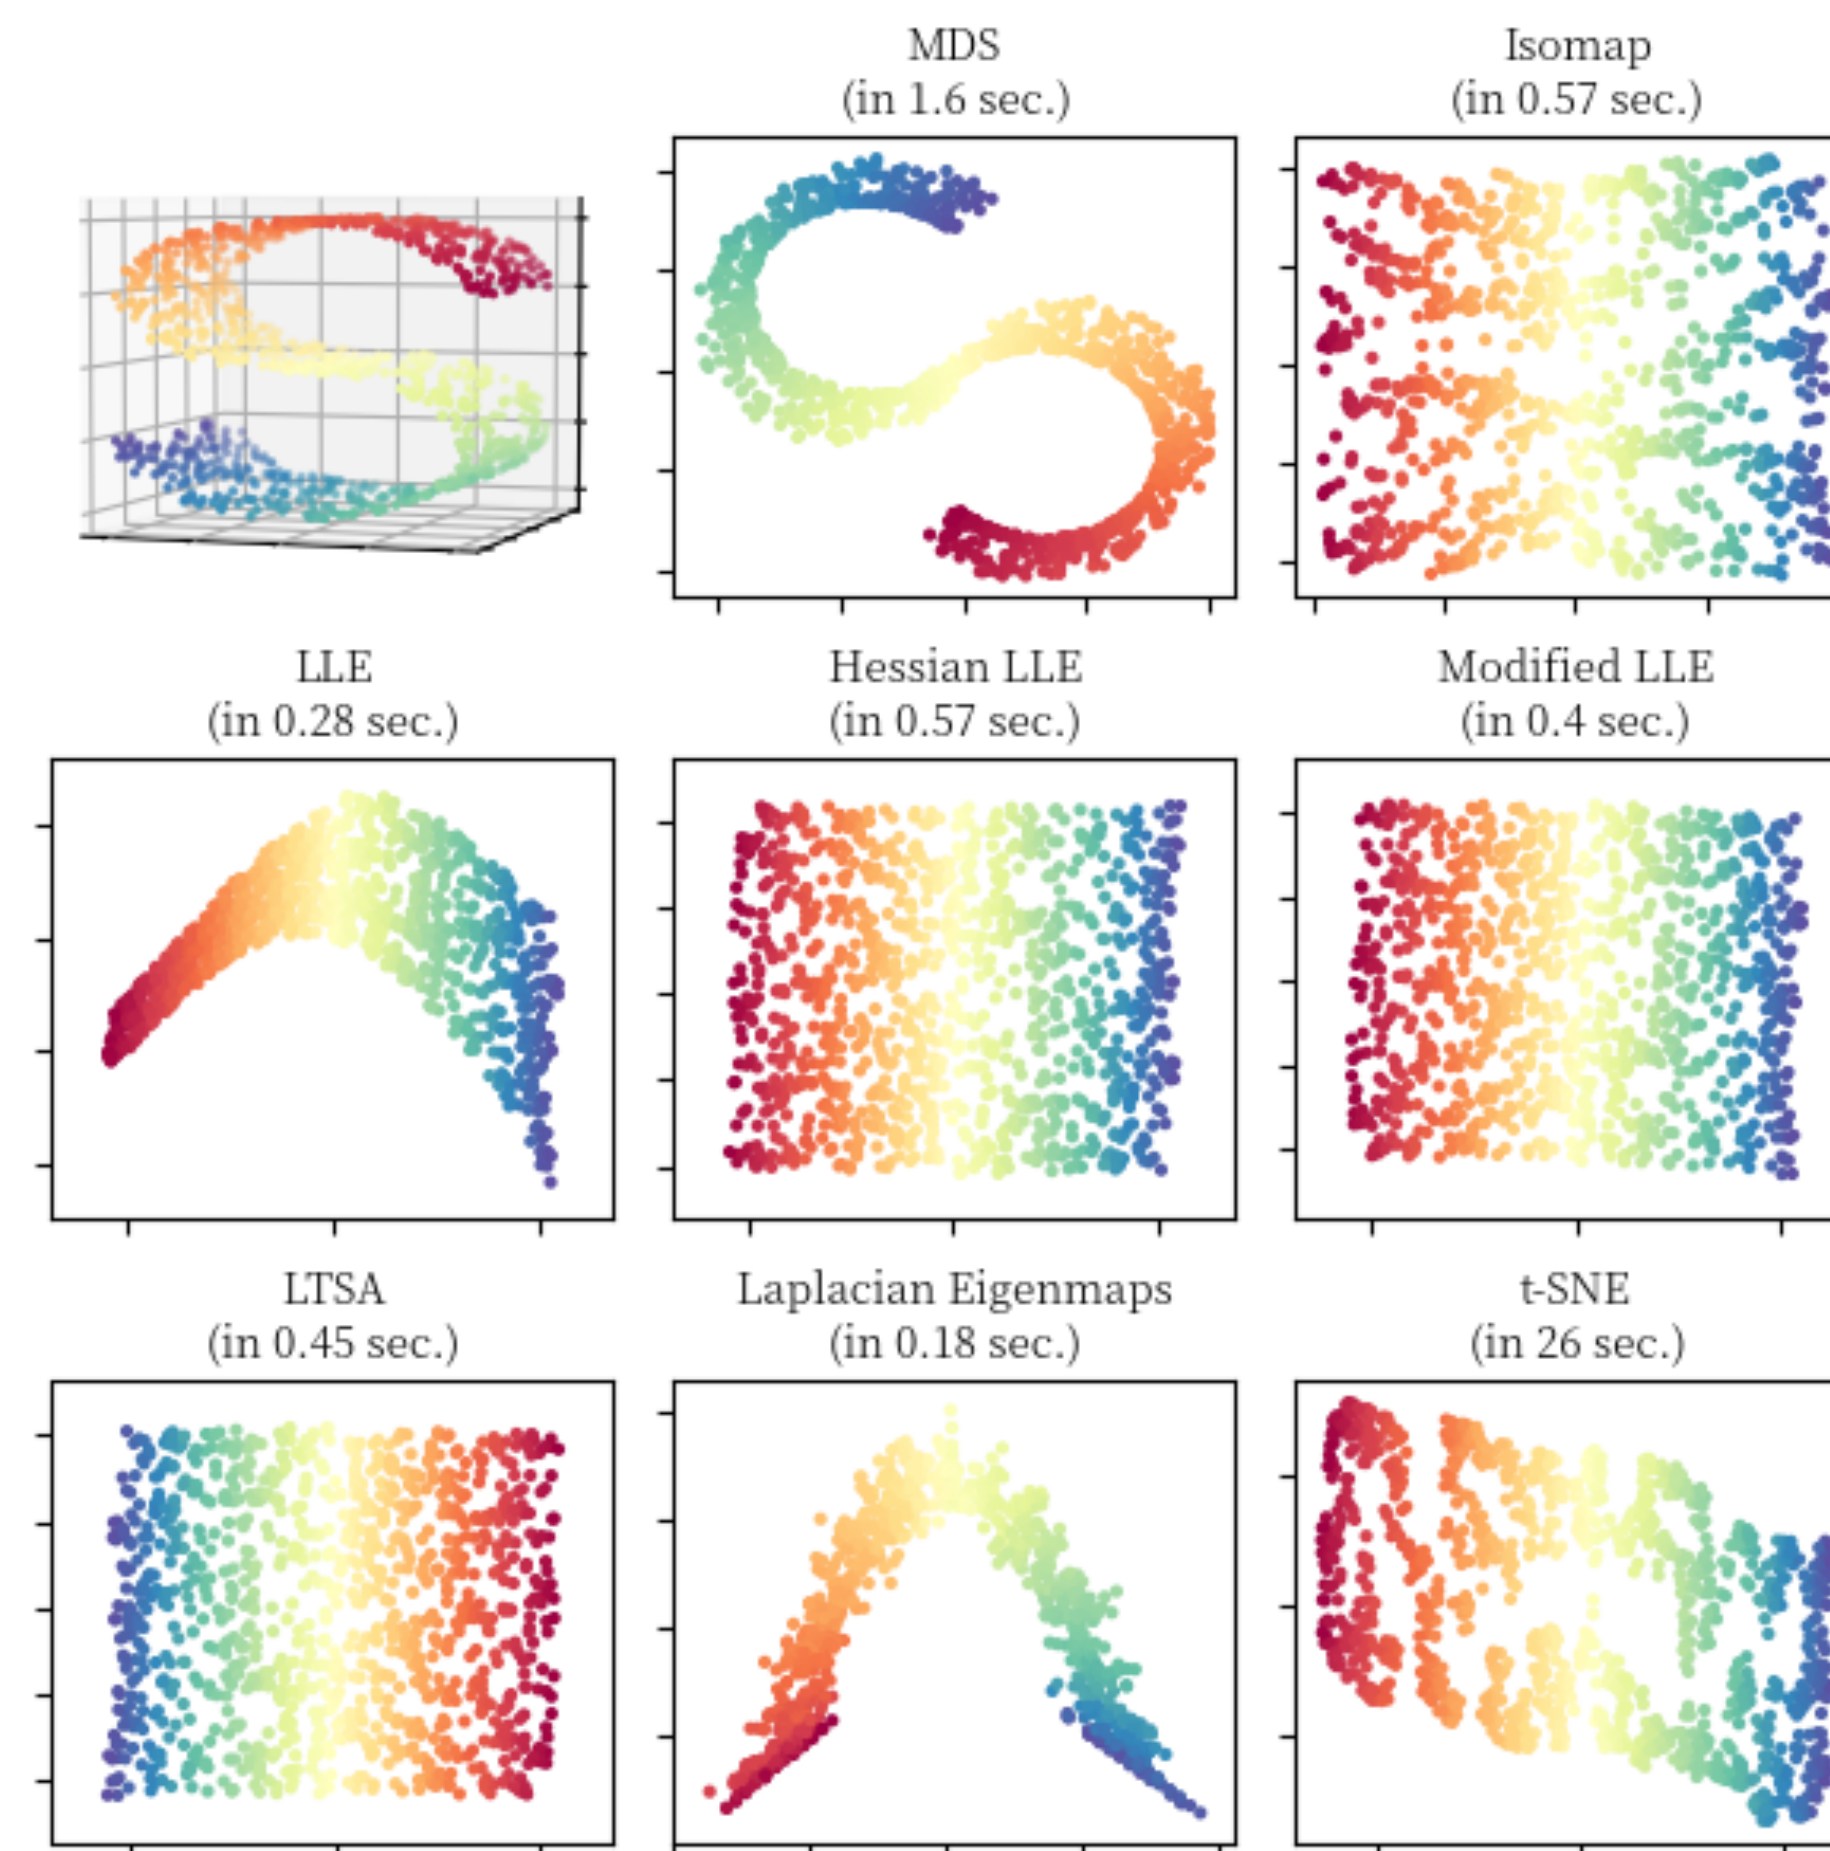 MDS
(in 1.6 sec.)
Isomap
(in 0.57 sec.)
LLE
(in 0.28 sec.)
Hessian LLE
(in 0.57 sec.)
Modified LLE
(in 0.4 sec.)
LTSA
(in 0.45 sec.)
Laplacian Eigenmaps
(in 0.18 sec.)
t-SNE
(in 26 sec.)